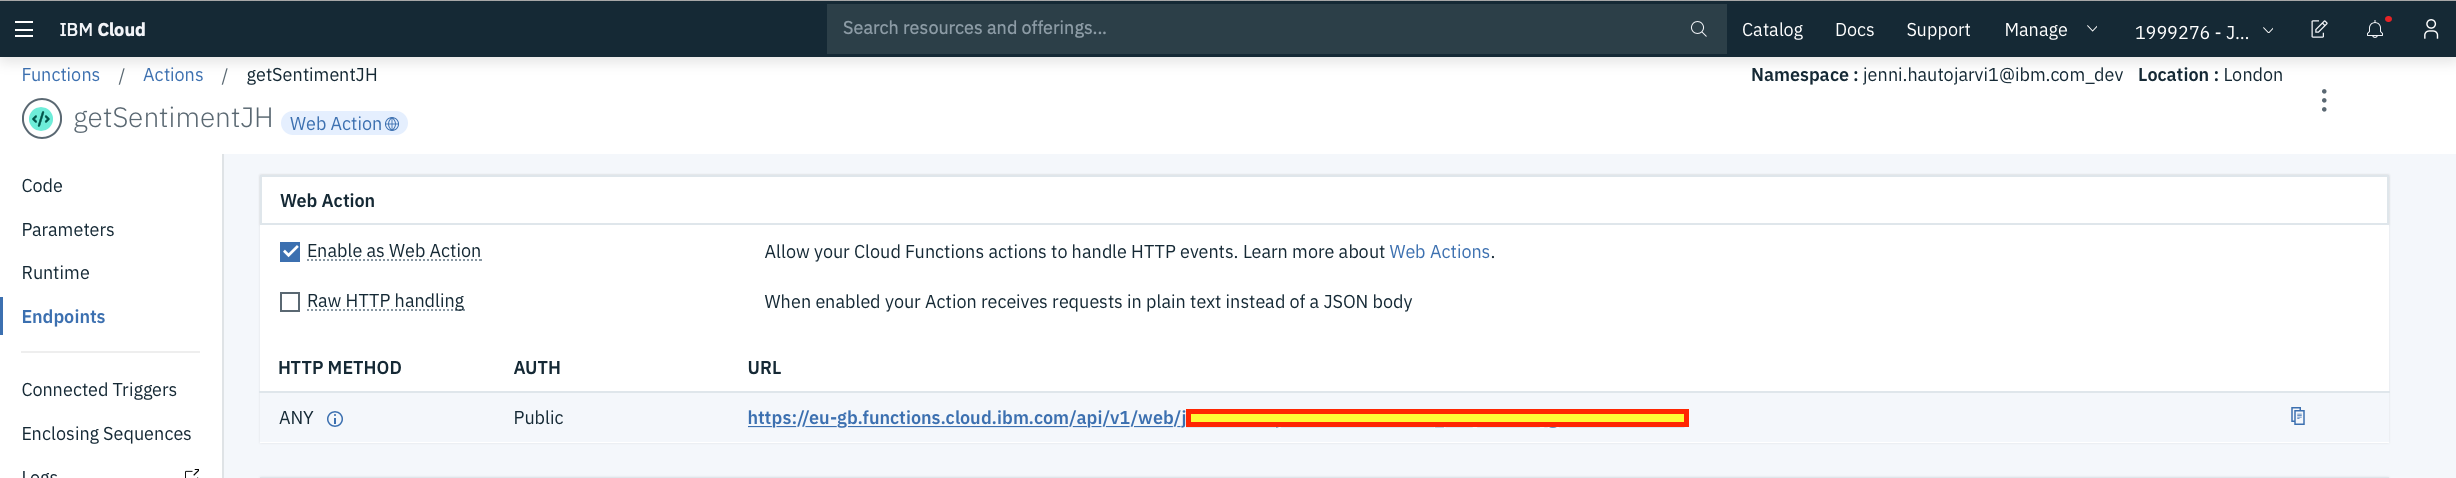 IBM Cloud
Search resources and offerings...
Catalog
Docs
Support
Manage
1999276 - J...
Functions / Actions / getSentimentJH
Namespace : jenni.hautojarvi1@ibm.com_dev Location : London
getSentimentJH
Web Action
Code
Parameters
Runtime
Endpoints
Connected Triggers
Enclosing Sequences
Logs
Web Action
Enable as Web Action
Allow your Cloud Functions actions to handle HTTP events. Learn more about Web Actions.
Raw HTTP handling
When enabled your Action receives requests in plain text instead of a JSON body
HTTP METHOD
AUTH
URL
ANY
Public
https://eu-gb.functions.cloud.ibm.com/api/v1/web/j